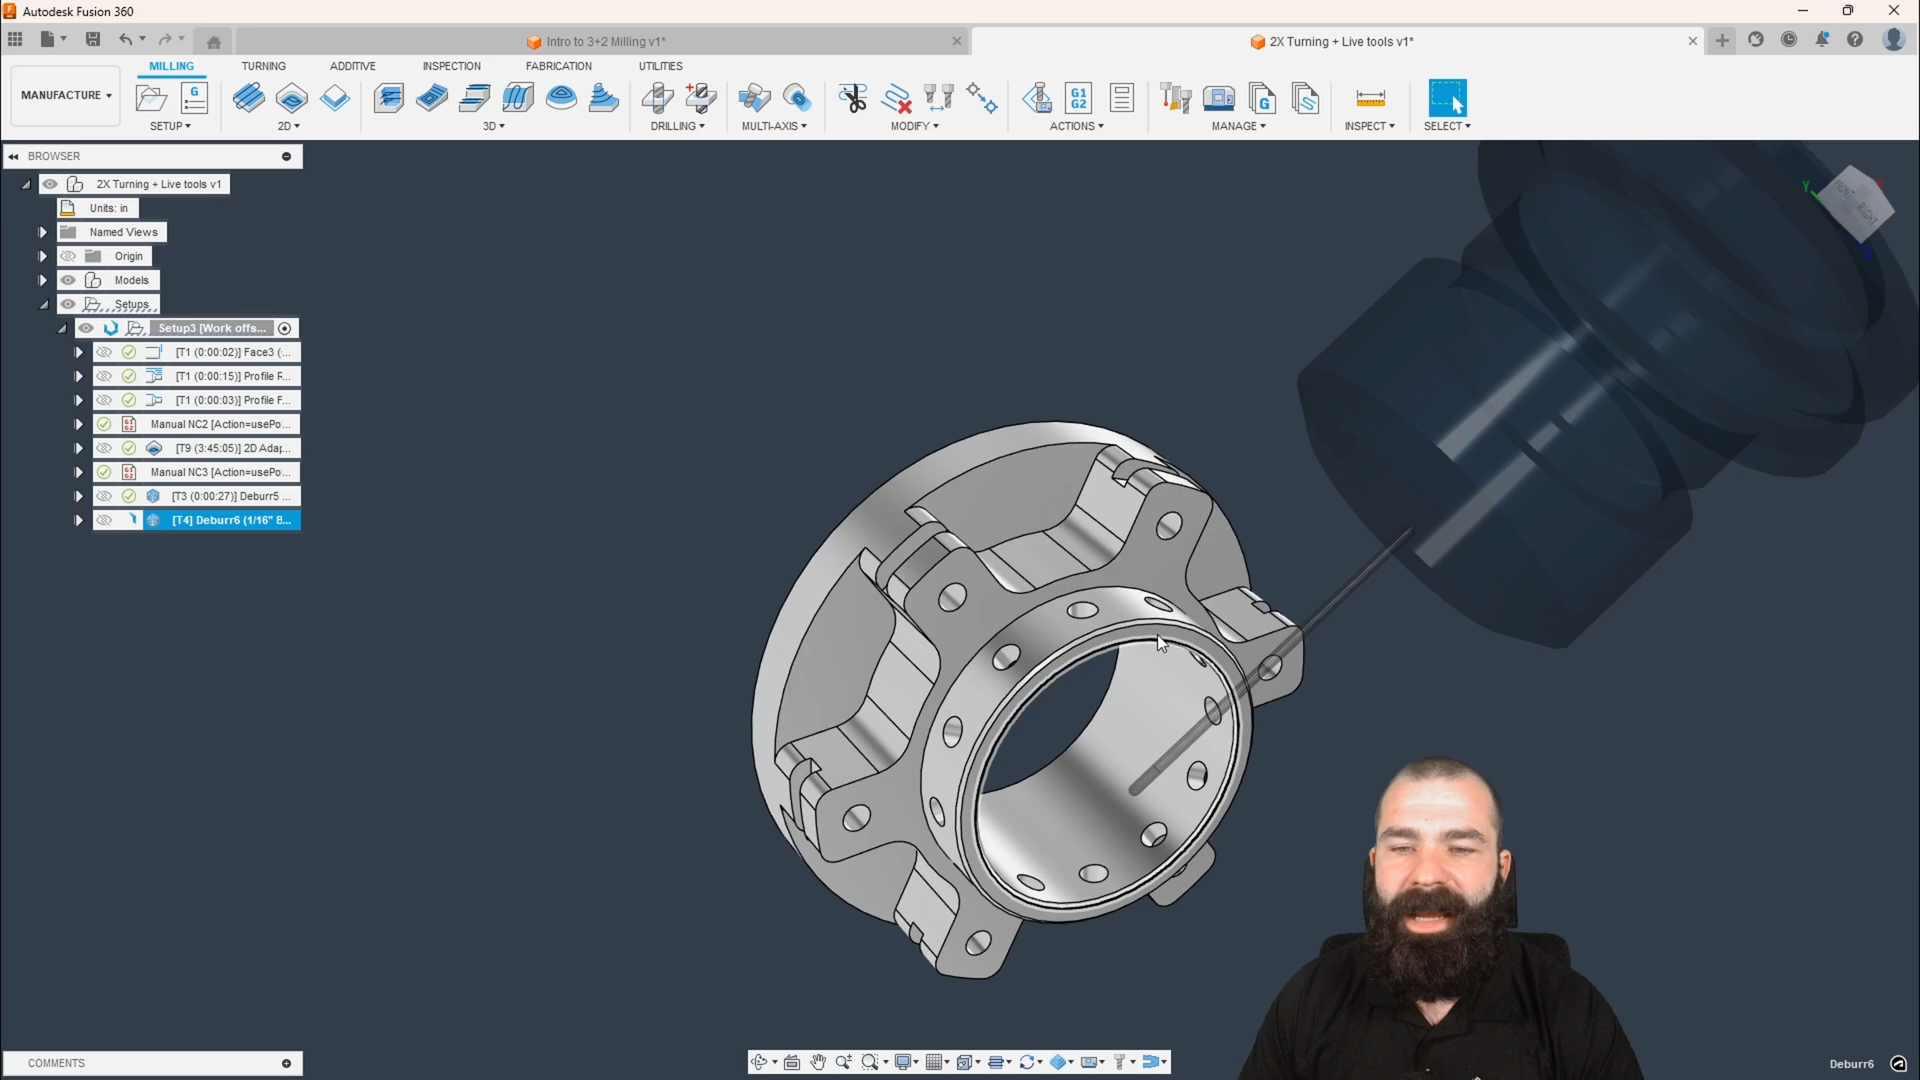 Autodesk Fusion 360
Intro to 3+2 Milling v1*
2X Turning + Live tools v1*
MILLING
TURNING
ADDITIVE
INSPECTION
FABRICATION
UTILITIES
MANUFACTURE
SETUP
2D
3D
DRILLING
MULTI-AXIS
MODIFY
ACTIONS
MANAGE
INSPECT
SELECT
G
G1
G2
G
BROWSER
2X Turning + Live tools v1
Units: in
Named Views
Origin
Models
Setups
Setup3 [Work offs...
[T1 (0:00:02)] Face3 (...
[T1 (0:00:15)] Profile R...
[T1 (0:00:03)] Profile F...
Manual NC2 [Action=usePo...
[T9 (3:45:05)] 2D Adap...
Manual NC3 [Action=usePo...
[T3 (0:00:27)] Deburr5 ...
[T4] Deburr6 (1/16" B...
Y
FRONT
RIGHT
COMMENTS
Deburr6